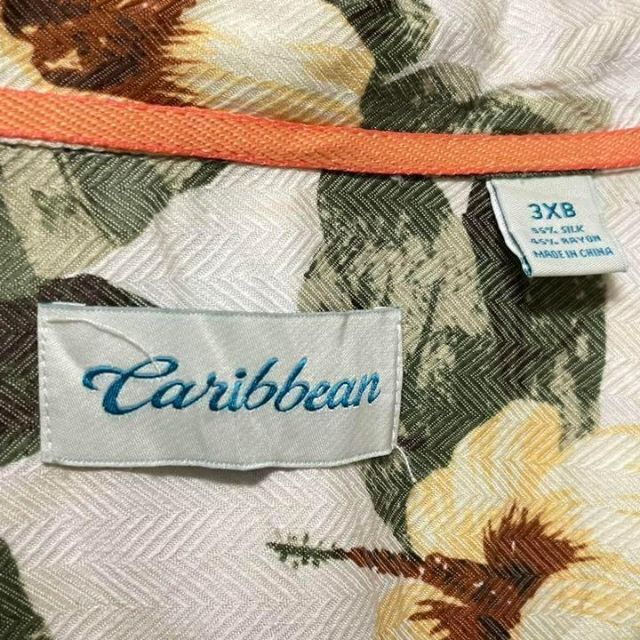 3XB
55% SILK
45% RAYON
MADE IN CHINA
Caribbean